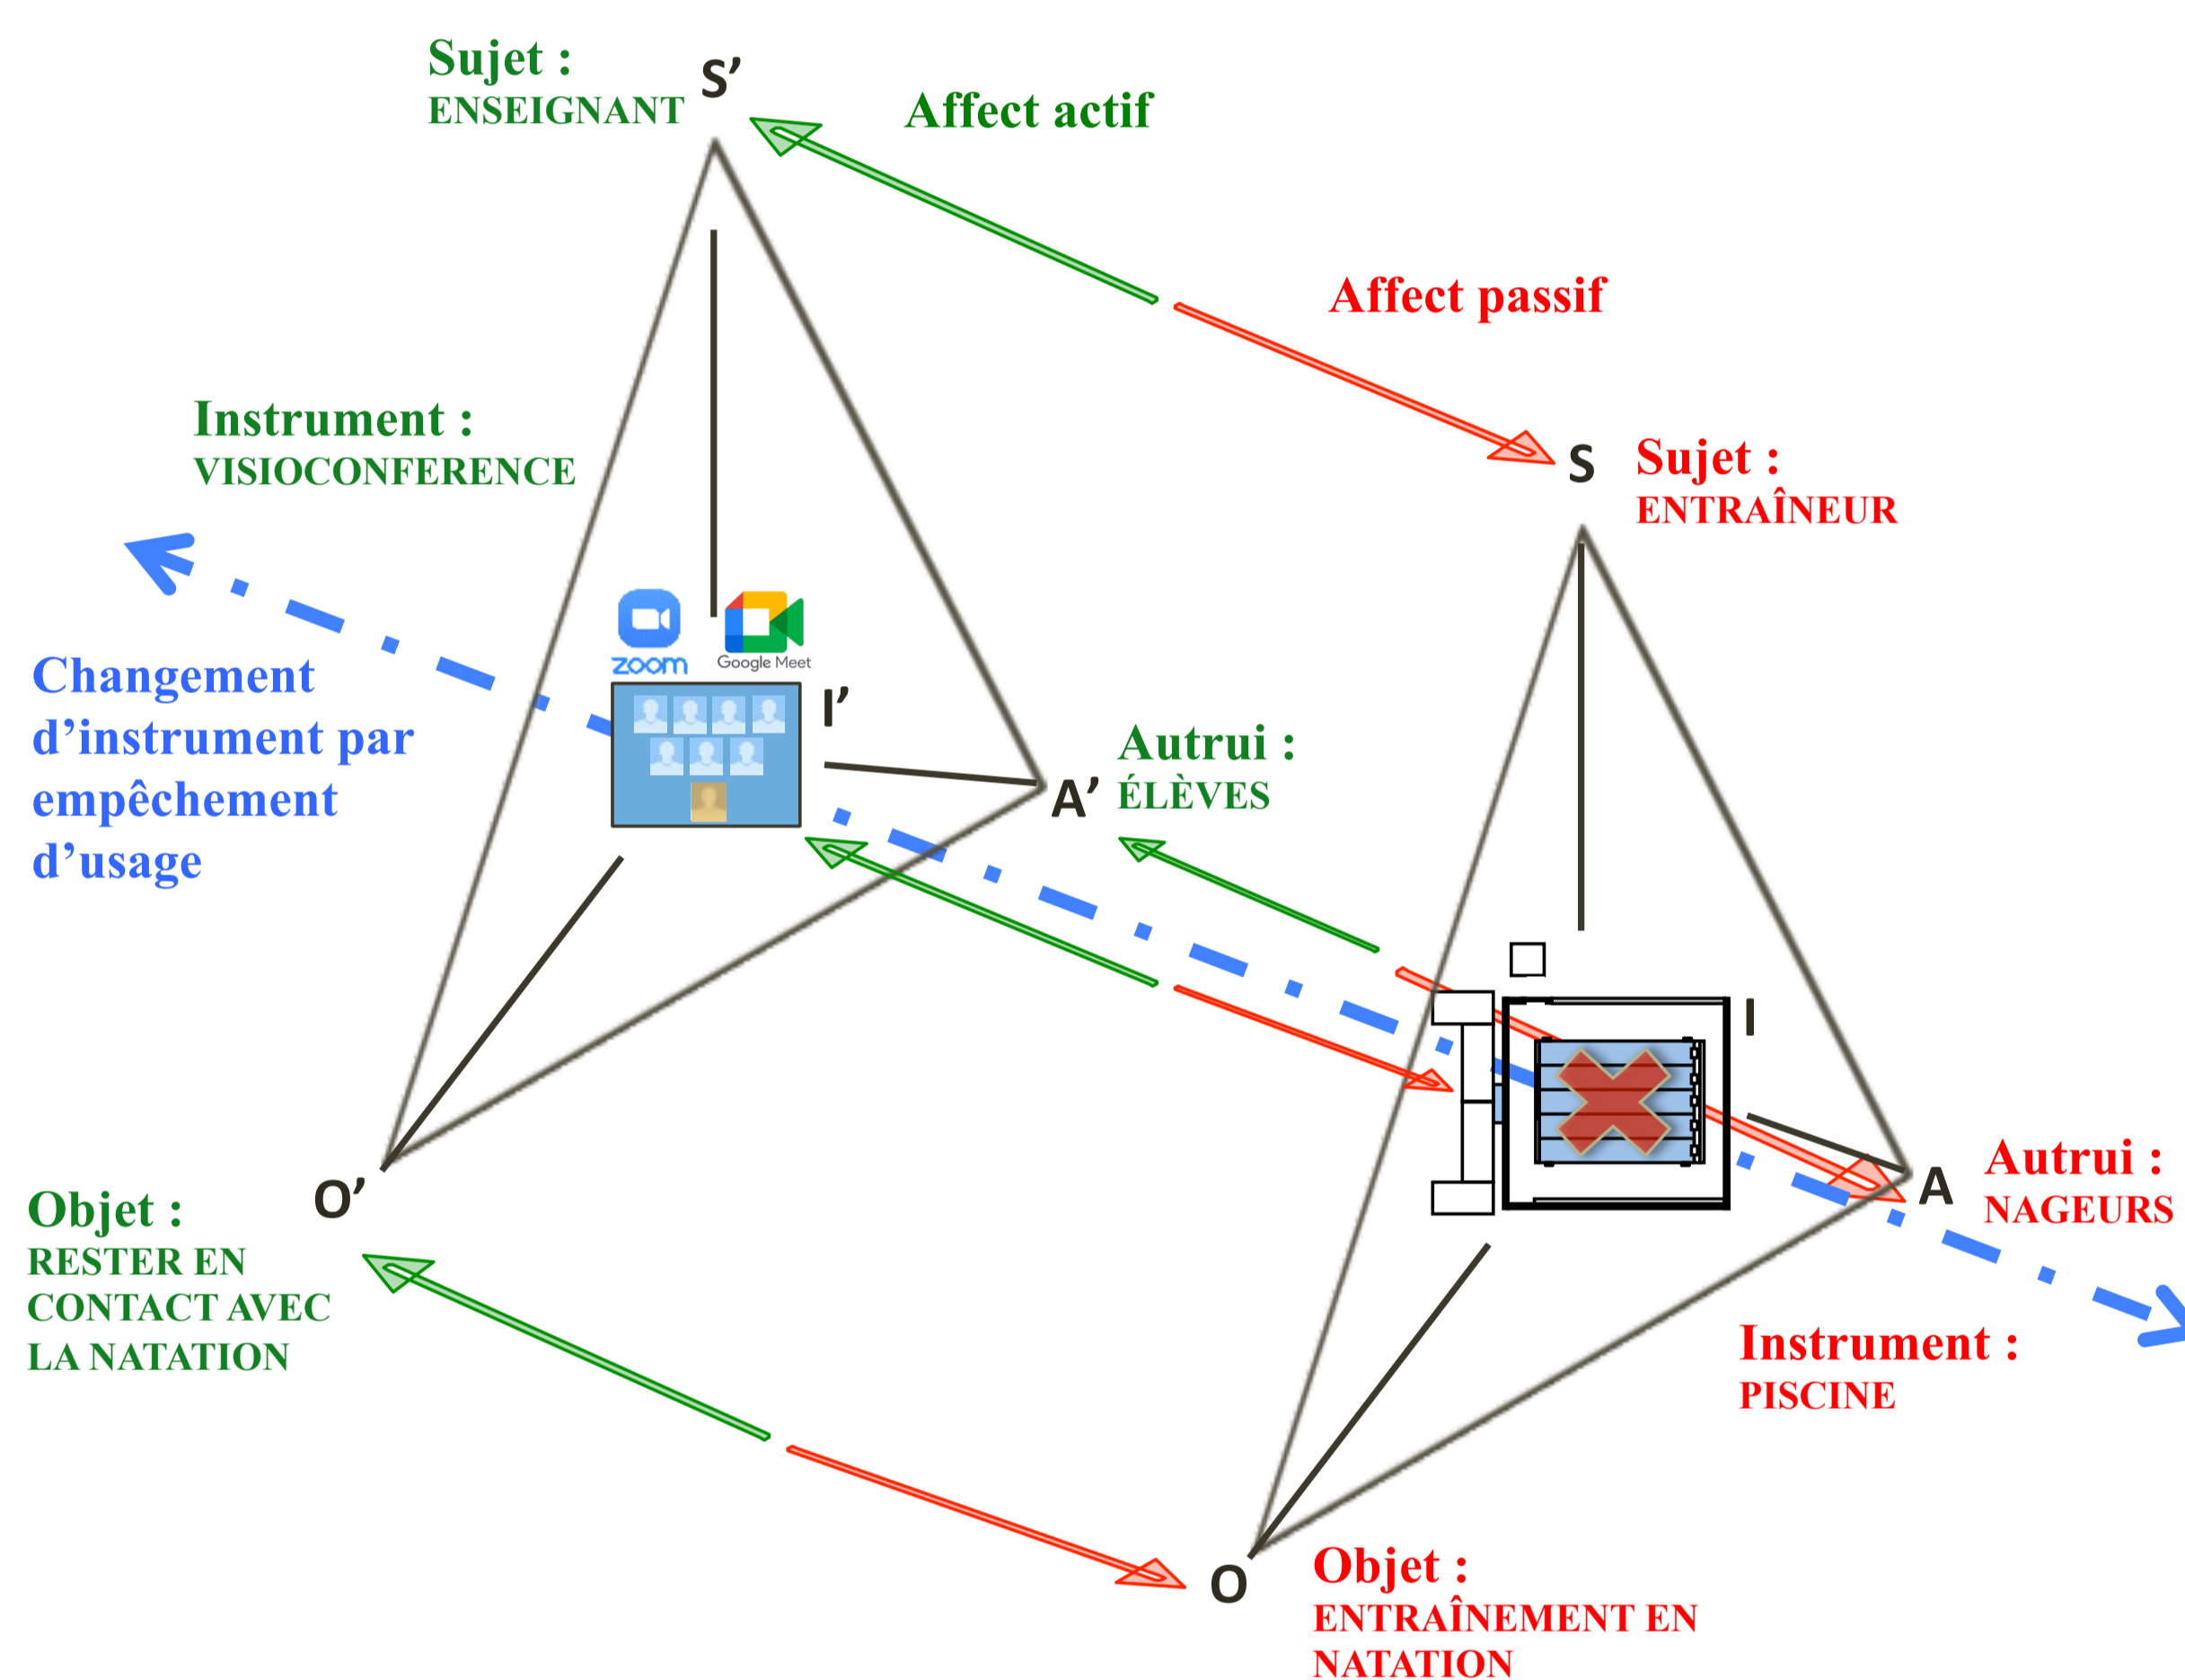 Sujet :
ENSEIGNANT
S’
Affect actif
Affect passif
Instrument :
VISIOCONFERENCE
S
Sujet :
ENTRAÎNEUR
zoom
Google Meet
Changement
d’instrument par
empêchement
d’usage
I’
A’
Autrui :
ÉLÈVES
I
O’
Objet :
RESTER EN
CONTACT AVEC
LA NATATION
A
Autrui :
NAGEURS
Instrument :
PISCINE
O
Objet :
ENTRAÎNEMENT EN
NATATION